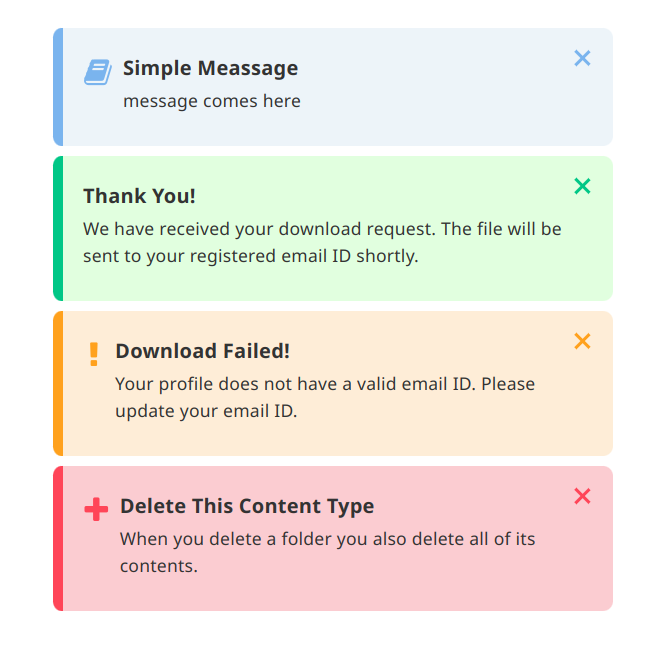 Simple Meassage
message comes here
Thank You!
We have received your download request. The file will be
sent to your registered email ID shortly.
Download Failed!
Your profile does not have a valid email ID. Please
update your email ID.
Delete This Content Type
When you delete a folder you also delete all of its
contents.